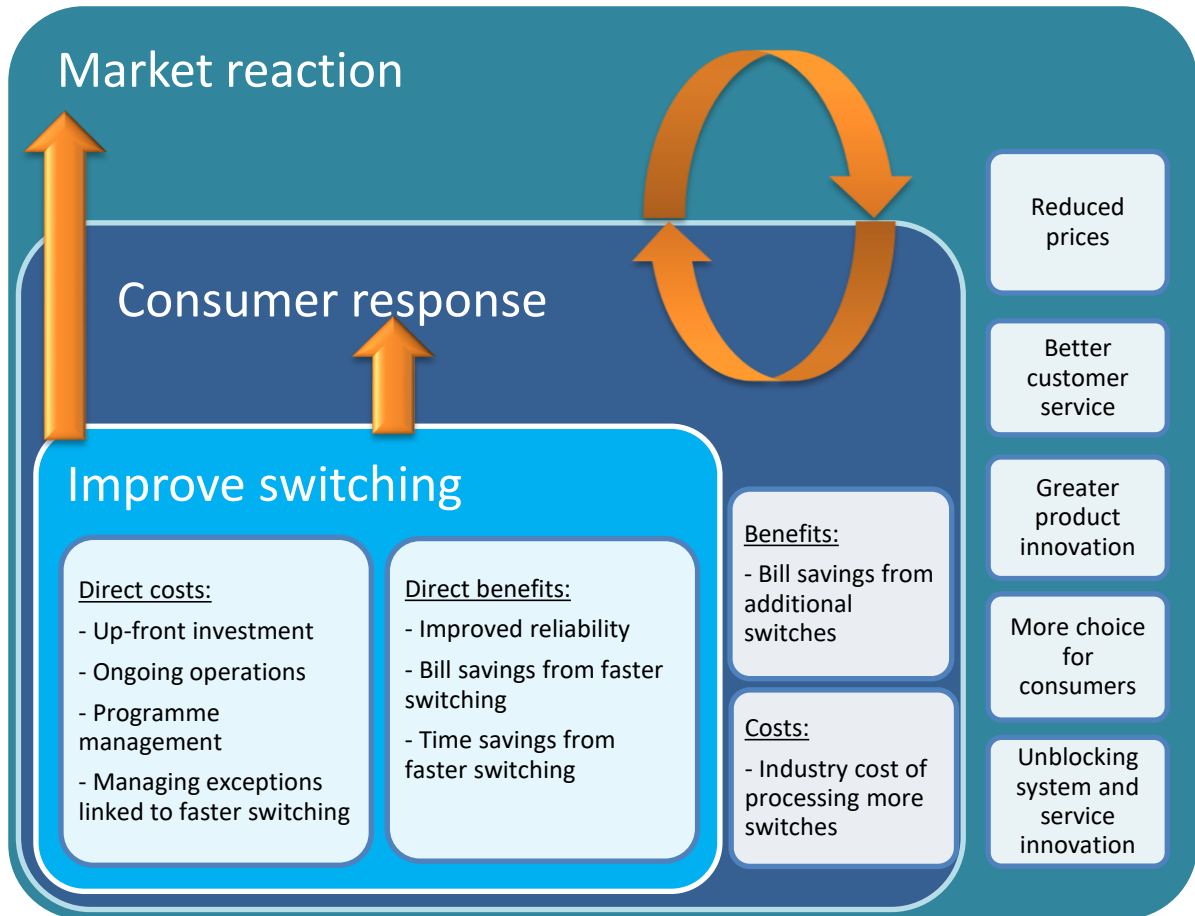 Market reaction
Consumer response
Improve switching
Direct costs:
- Up-front investment
- Ongoing operations
- Programme
management
- Managing exceptions
linked to faster switching
Direct benefits:
- Improved reliability
- Bill savings from faster
switching
- Time savings from
faster switching
Benefits:
- Bill savings from
additional
switches
Costs:
- Industry cost of
processing more
switches
Reduced
prices
Better
customer
service
Greater
product
innovation
More choice
for
consumers
Unblocking
system and
service
innovation